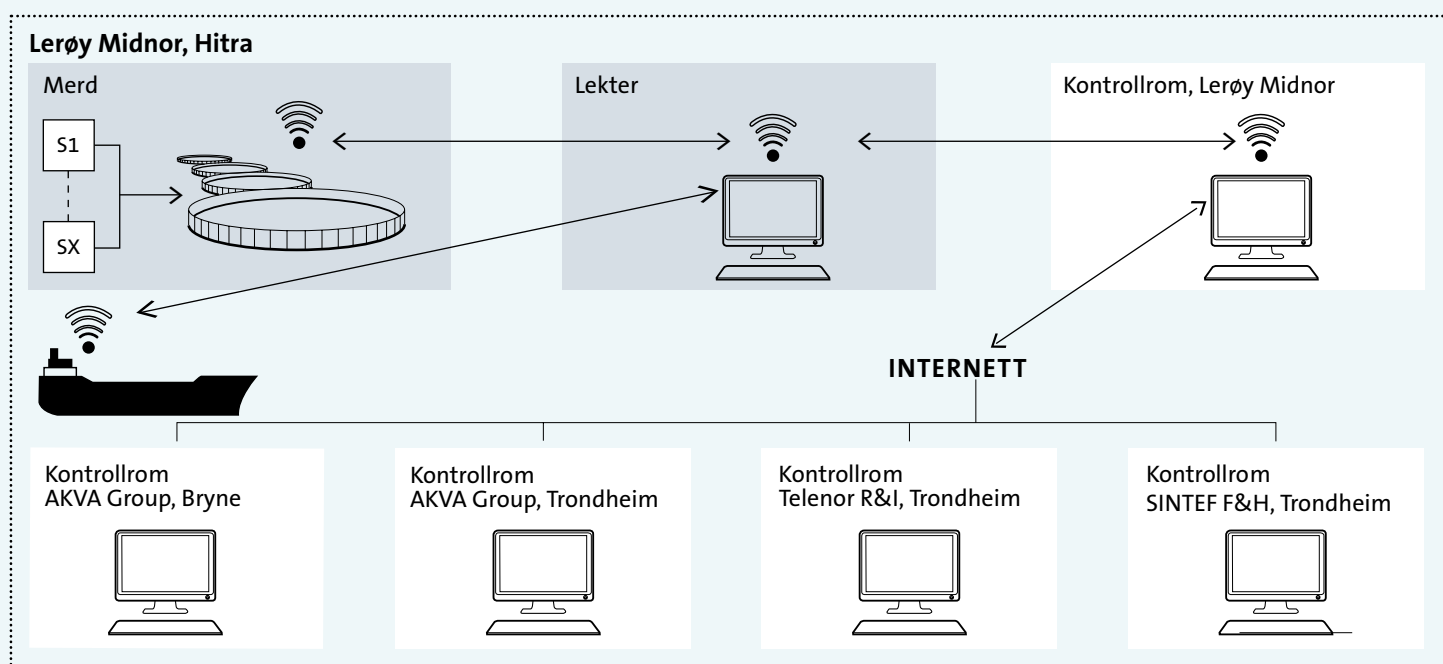 Lerøy Midnor, Hitra
Merd
S1
SX
Lekter
Kontrollrom, Lerøy Midnor
INTERNETT
Kontrollrom
AKVA Group, Bryne
Kontrollrom
AKVA Group, Trondheim
Kontrollrom
Telenor R&I, Trondheim
Kontrollrom
SINTEF F&H, Trondheim